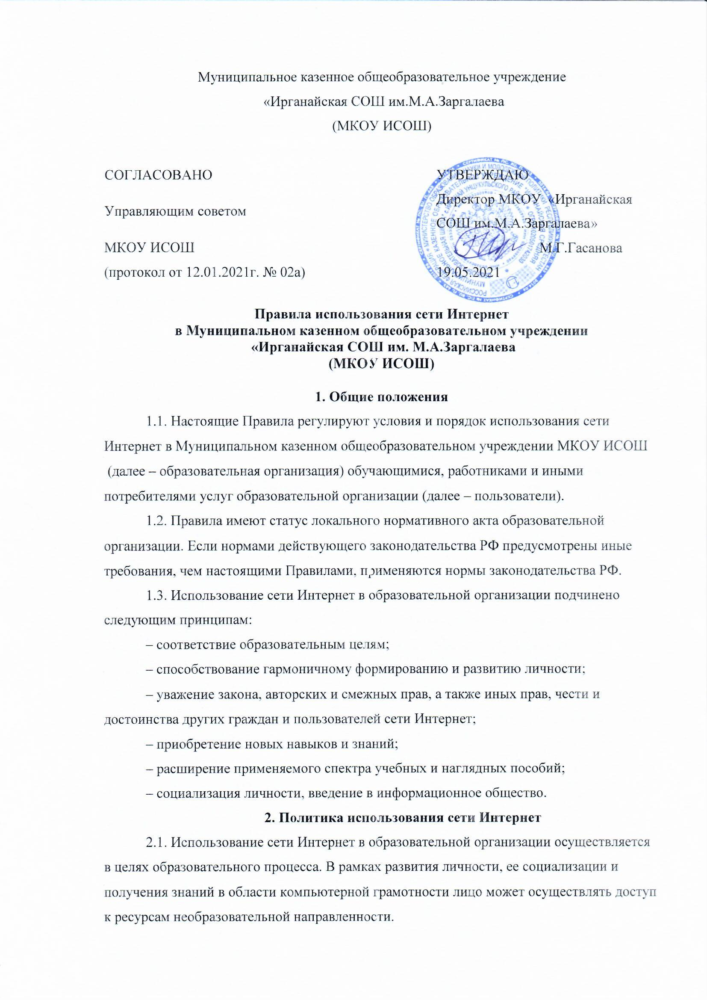 Муниципальное казенное общеобразовательное учреждение
«Ирганайская СОШ им.М.А.Заргалаева
(МКОУ ИСОШ)
СОГЛАСОВАНО
Управляющим советом
МКОУ ИСОШ
(протокол от 12.01.2021г. № 02а)
УТВЕРЖДАЮ
Директор МКОУ «Ирганайская
СОШ им.М.А.Заргалаева»
М.Г.Гасанова
19.05.2021
Правила использования сети Интернет
в Муниципальном казенном общеобразовательном учреждении
«Ирганайская СОШ им. М.А.Заргалаева
(МКОУ ИСОШ)
1. Общие положения
1.1. Настоящие Правила регулируют условия и порядок использования сети
Интернет в Муниципальном казенном общеобразовательном учреждении МКОУ ИСОШ
(далее – образовательная организация) обучающимися, работниками и иными
потребителями услуг образовательной организации (далее – пользователи).
1.2. Правила имеют статус локального нормативного акта образовательной
организации. Если нормами действующего законодательства РФ предусмотрены иные
требования, чем настоящими Правилами, применяются нормы законодательства РФ.
1.3. Использование сети Интернет в образовательной организации подчинено
следующим принципам:
– соответствие образовательным целям;
– способствование гармоничному формированию и развитию личности;
– уважение закона, авторских и смежных прав, а также иных прав, чести и
достоинства других граждан и пользователей сети Интернет;
– приобретение новых навыков и знаний;
– расширение применяемого спектра учебных и наглядных пособий;
– социализация личности, введение в информационное общество.
2. Политика использования сети Интернет
2.1. Использование сети Интернет в образовательной организации осуществляется
в целях образовательного процесса. В рамках развития личности, ее социализации и
получения знаний в области компьютерной грамотности лицо может осуществлять доступ
к ресурсам необразовательной направленности.